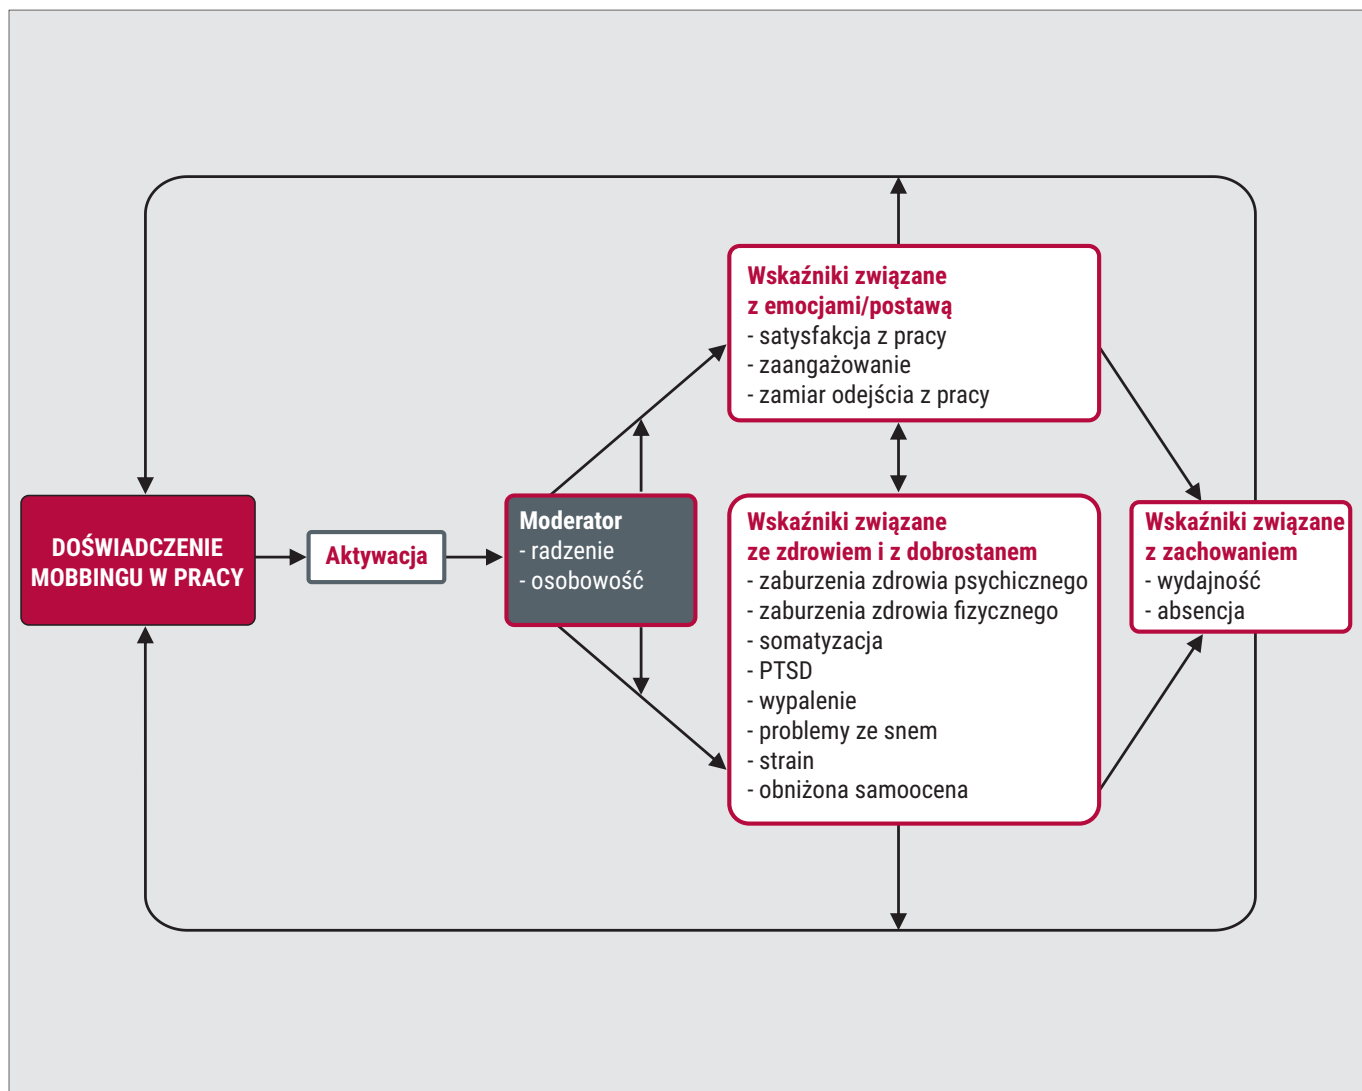 DOŚWIADCZENIE
MOBBINGU W PRACY
Aktywacja
Moderator
- radzenie
- osobowość
Wskaźniki związane
z emocjami/postawą
- satysfakcja z pracy
- zaangażowanie
- zamiar odejścia z pracy
Wskaźniki związane
ze zdrowiem i z dobrostanem
- zaburzenia zdrowia psychicznego
- zaburzenia zdrowia fizycznego
- somatyzacja
- PTSD
- wypalenie
- problemy ze snem
- strain
- obniżona samoocena
Wskaźniki związane
z zachowaniem
- wydajność
- absencja